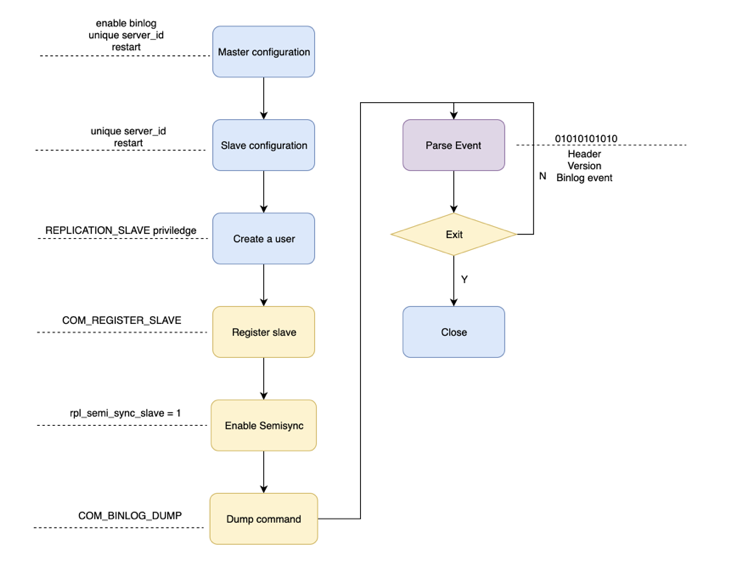 enable binlog
unique server_id
restart
Master configuration
unique server_id
restart
Slave configuration
REPLICATION_SLAVE priviledge
Create a user
COM_REGISTER_SLAVE
Register slave
rpl_semi_sync_slave = 1
Enable Semisync
COM_BINLOG_DUMP
Dump command
Parse Event
01010101010
Header
Version
Binlog event
N
Exit
Y
Close